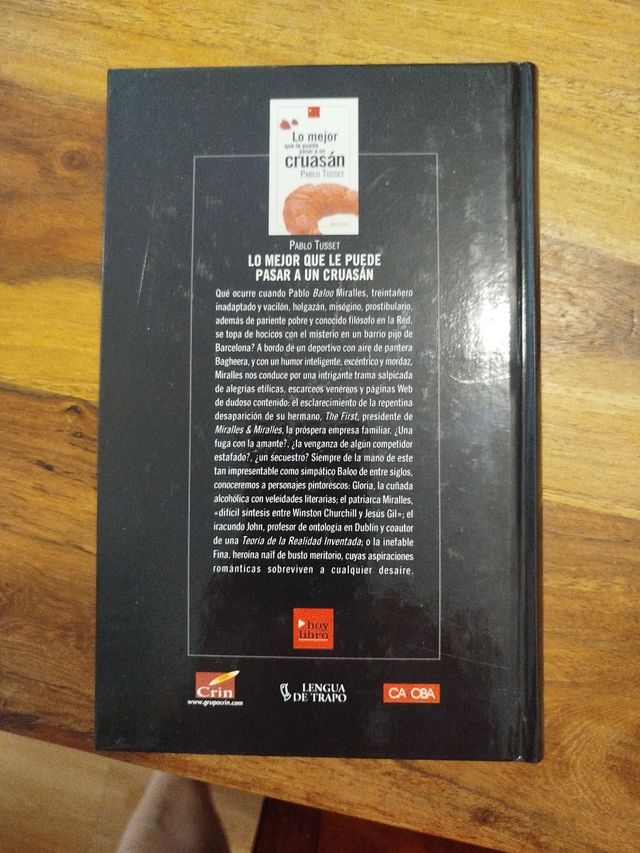 Lo mejor
que le puede
pasar a un
cruasán
PABLO TUSSET
PABLO TUSSET
LO MEJOR QUE LE PUEDE
PASAR A UN CRUASÁN
Qué ocurre cuando Pablo Baloo Miralles, treintañero
inadaptado y vacilón, holgazán, misógino, prostibulario,
además de pariente pobre y conocido filósofo en la Red,
se topa de hocicos con el misterio en un barrio pijo de
Barcelona? A bordo de un deportivo con aire de pantera
Bagheera, y con un humor inteligente, excéntrico y mordaz,
Miralles nos conduce por una intrigante trama salpicada
de alegrías etílicas, escarceos venéreos y páginas Web
de dudoso contenido: el esclarecimiento de la repentina
desaparición de su hermano, The First, presidente de
Miralles & Miralles, la próspera empresa familiar. ¿Una
fuga con la amante?, ¿la venganza de algún competidor
estafado?, ¿un secuestro? Siempre de la mano de este
tan impresentable como simpático Baloo de entre siglos,
conoceremos a personajes pintorescos: Gloria, la cuñada
alcohólica con veleidades literarias; el patriarca Miralles,
«difícil síntesis entre Winston Churchill y Jesús Gil»; el
iracundo John, profesor de ontología en Dublín y coautor
de una Teoría de la Realidad Inventada; o la inefable
Fina, heroína naïf de busto meritorio, cuyas aspiraciones
románticas sobreviven a cualquier desaire.
hoy
libro
Crin
www.grupocrin.com
LENGUA
DE TRAPO
CA OBA